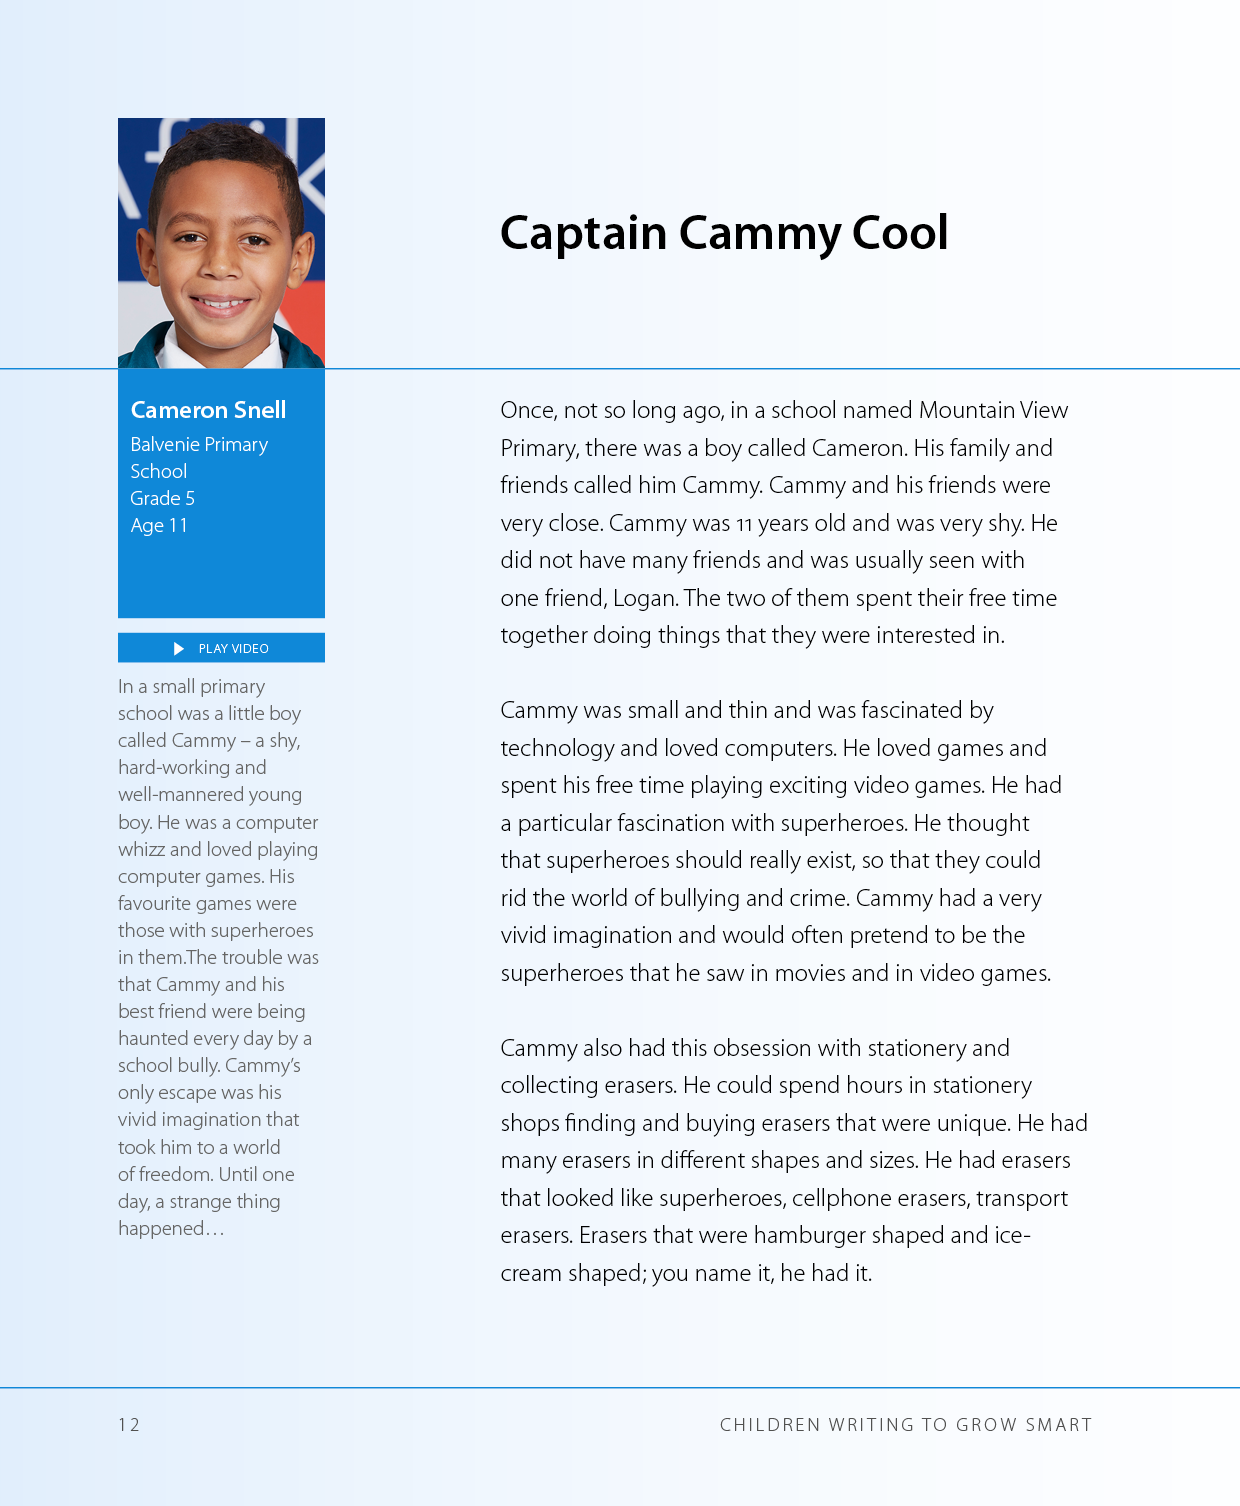 Captain Cammy Cool
Cameron Snell
Balvenie Primary
School
Grade 5
Age 11
PLAY VIDEO
In a small primary
school was a little boy
called Cammy – a shy,
hard-working and
well-mannered young
boy. He was a computer
whizz and loved playing
computer games. His
favourite games were
those with superheroes
in them.The trouble was
that Cammy and his
best friend were being
haunted every day by a
school bully. Cammy’s
only escape was his
vivid imagination that
took him to a world
of freedom. Until one
day, a strange thing
happened…
Once, not so long ago, in a school named Mountain View
Primary, there was a boy called Cameron. His family and
friends called him Cammy. Cammy and his friends were
very close. Cammy was 11 years old and was very shy. He
did not have many friends and was usually seen with
one friend, Logan. The two of them spent their free time
together doing things that they were interested in.
Cammy was small and thin and was fascinated by
technology and loved computers. He loved games and
spent his free time playing exciting video games. He had
a particular fascination with superheroes. He thought
that superheroes should really exist, so that they could
rid the world of bullying and crime. Cammy had a very
vivid imagination and would often pretend to be the
superheroes that he saw in movies and in video games.
Cammy also had this obsession with stationery and
collecting erasers. He could spend hours in stationery
shops finding and buying erasers that were unique. He had
many erasers in different shapes and sizes. He had erasers
that looked like superheroes, cellphone erasers, transport
erasers. Erasers that were hamburger shaped and ice-
cream shaped; you name it, he had it.
12
CHILDREN WRITING TO GROW SMART